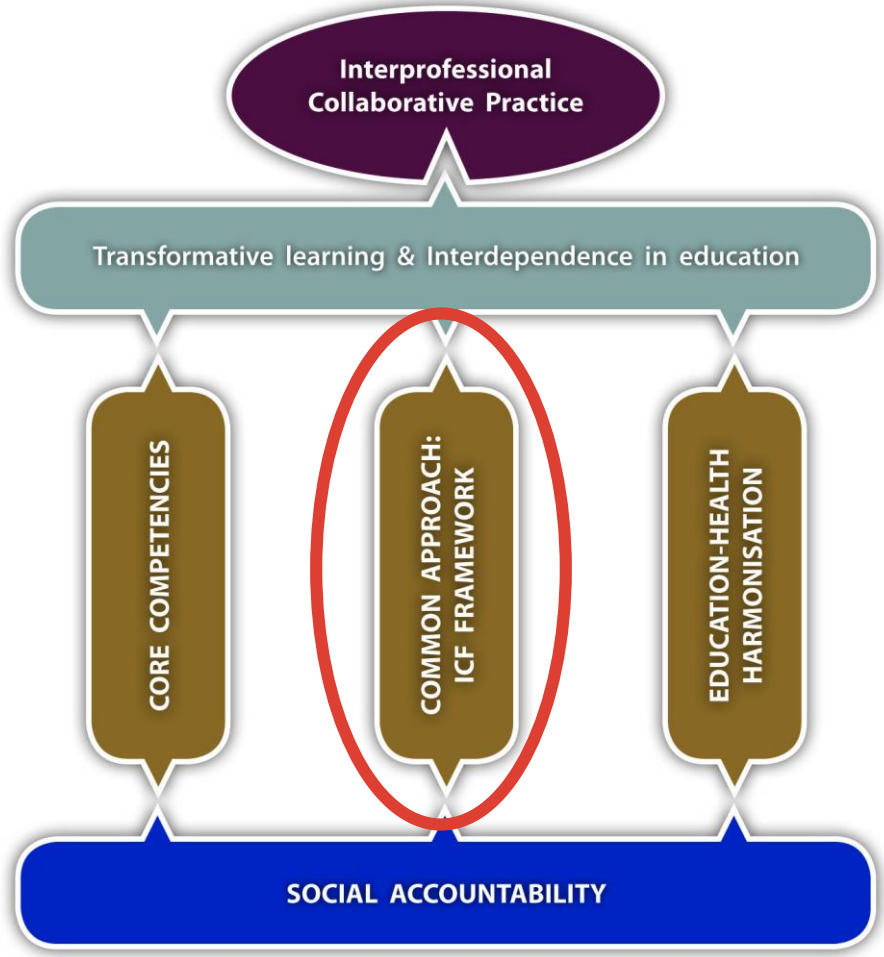 Interprofessional
Collaborative Practice
Transformative learning & Interdependence in education
CORE COMPETENCIES
COMMON APPROACH:
ICF FRAMEWORK
EDUCATION-HEALTH
HARMONISATION
SOCIAL ACCOUNTABILITY